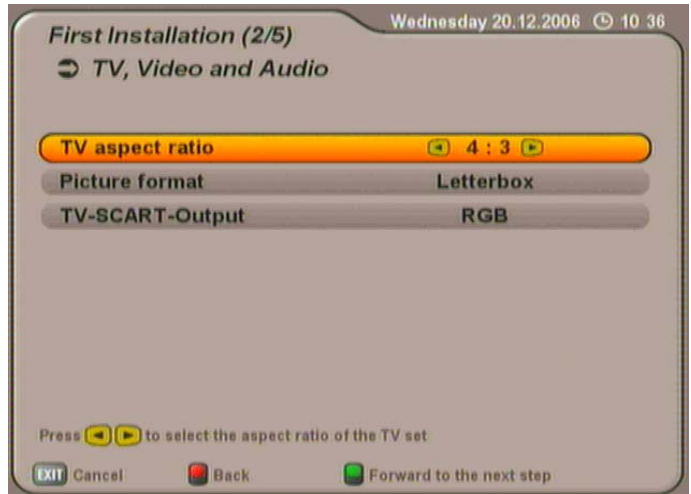 First Installation (2/5)
Wednesday 20.12.2006 10 36
TV, Video and Audio
TV aspect ratio 4 : 3
Picture format Letterbox
TV-SCART-Output RGB
Press to select the aspect ratio of the TV set
EXIT Cancel Back Forward to the next step